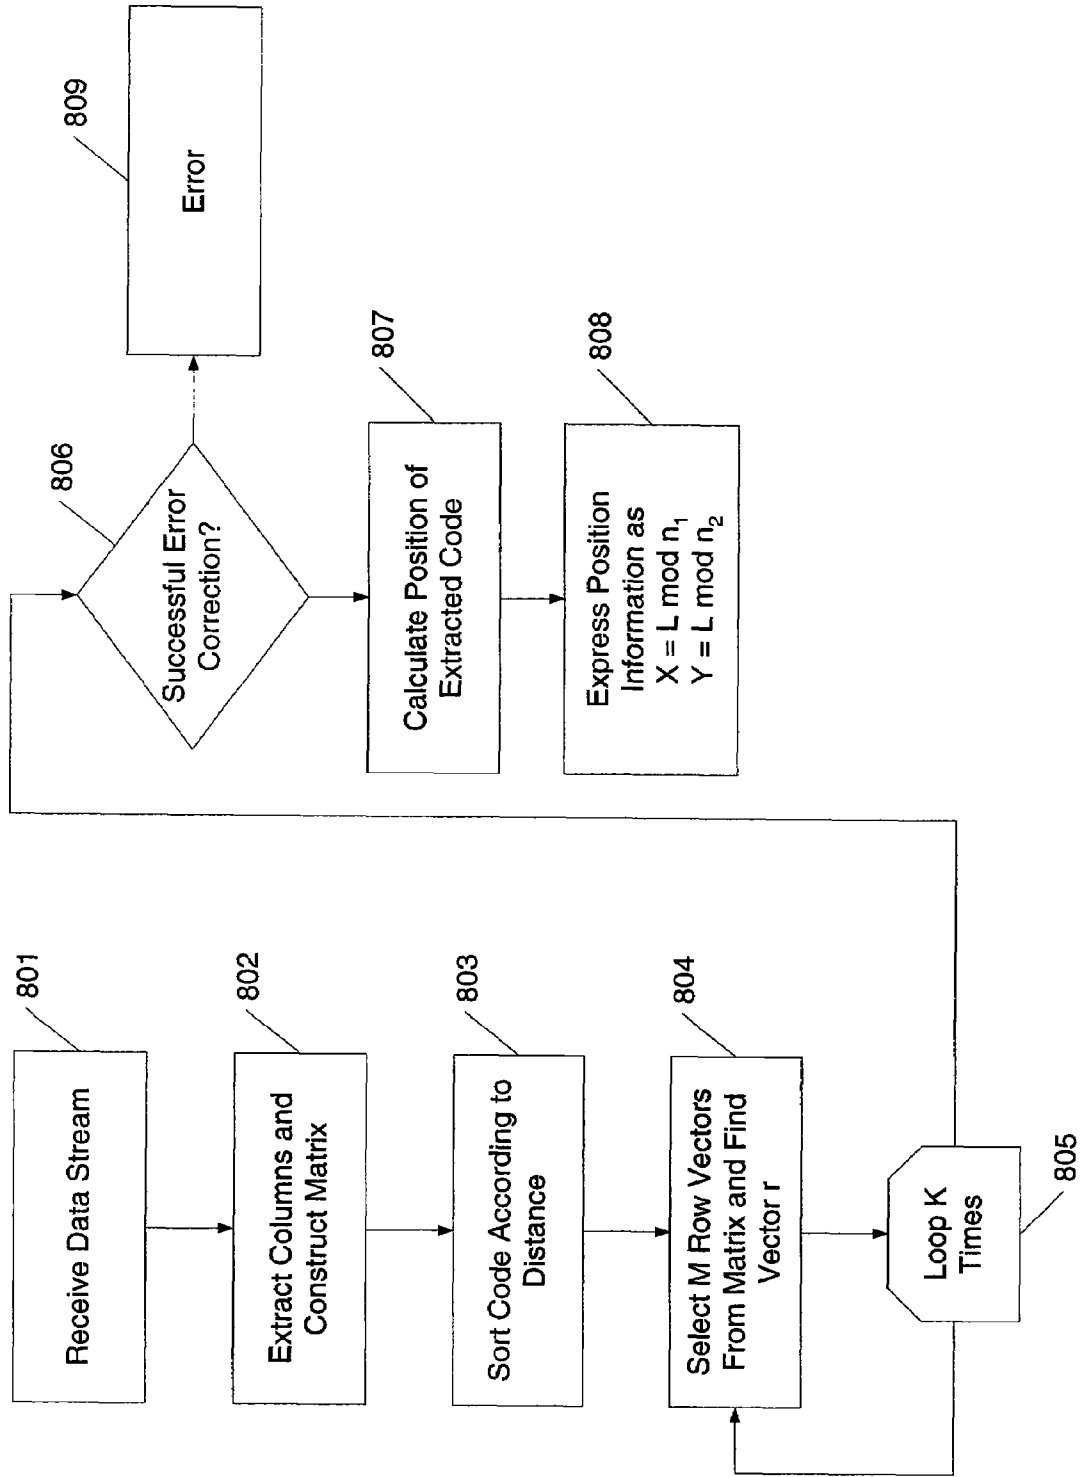 801
Receive Data Stream
802
Extract Columns and
Construct Matrix
803
Sort Code According to
Distance
804
Select M Row Vectors
From Matrix and Find
Vector r
Loop K
Times
805
806
Successful Error
Correction?
809
Error
807
Calculate Position of
Extracted Code
808
Express Position
Information as
X = L mod n₁
Y = L mod n₂